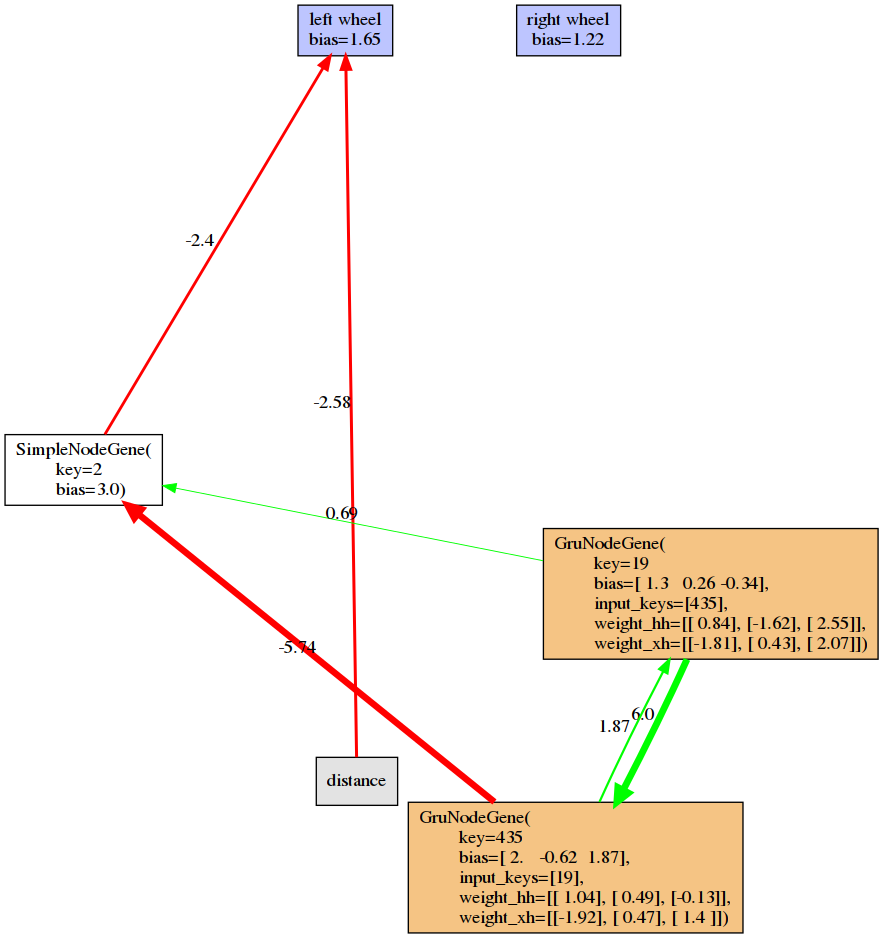 left wheel
bias=1.65
right wheel
bias=1.22
-2.4
-2.58
SimpleNodeGene(
key=2
bias=3.0)
0.69
GruNodeGene(
key=19
bias=[ 1.3   0.26 -0.34],
input_keys=[435],
weight_hh=[[ 0.84], [-1.62], [ 2.55]],
weight_xh=[[-1.81], [ 0.43], [ 2.07]])
-5.74
6.0
1.87
distance
GruNodeGene(
key=435
bias=[ 2.   -0.62  1.87],
input_keys=[19],
weight_hh=[[ 1.04], [ 0.49], [-0.13]],
weight_xh=[[-1.92], [ 0.47], [ 1.4 ]])